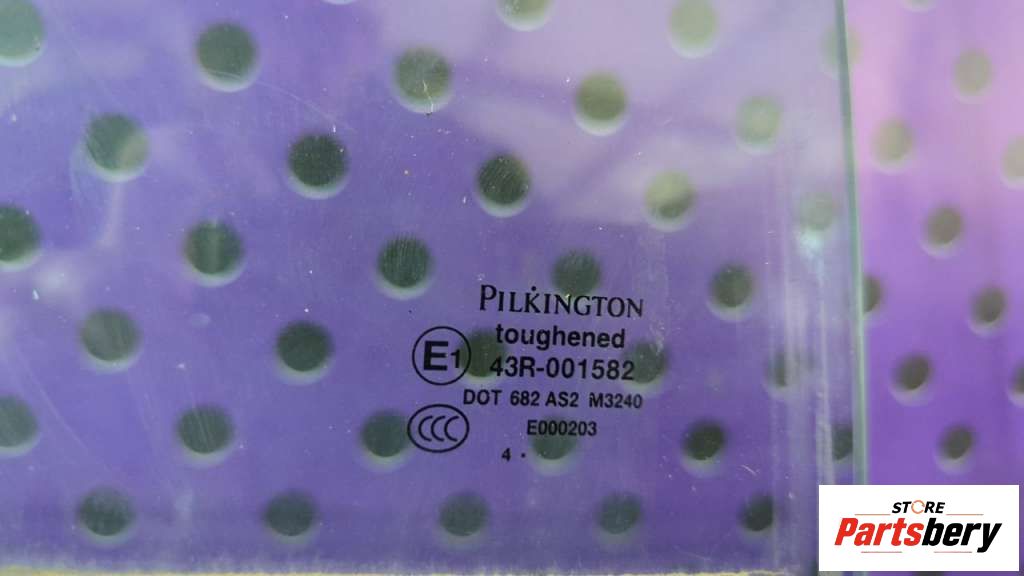 PILKINGTON
toughened
E1 43R-001582
DOT 682 AS2 M3240
CCC E000203
4 .
STORE
Partsbery